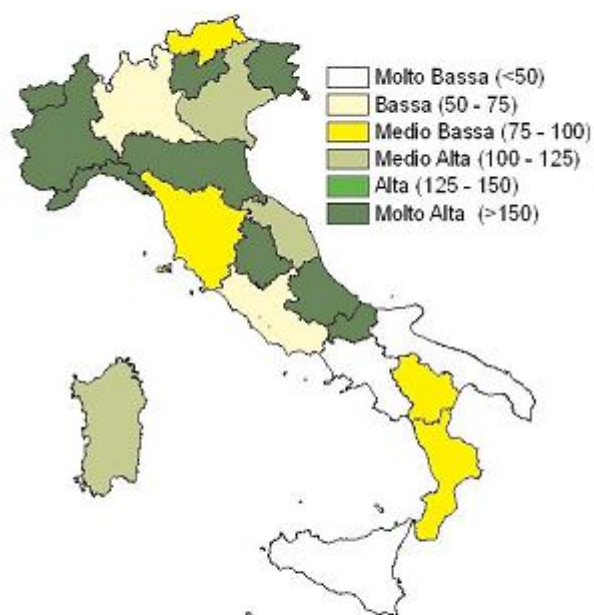 Molto Bassa (<50)
Bassa (50 - 75)
Medio Bassa (75 - 100)
Medio Alta (100 - 125)
Alta (125 - 150)
Molto Alta (>150)